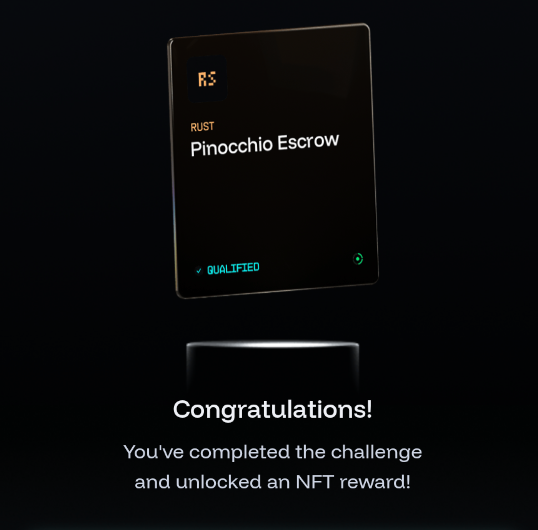 RS
RUST
Pinocchio Escrow
✓ QUALIFIED
Congratulations!
You've completed the challenge
and unlocked an NFT reward!